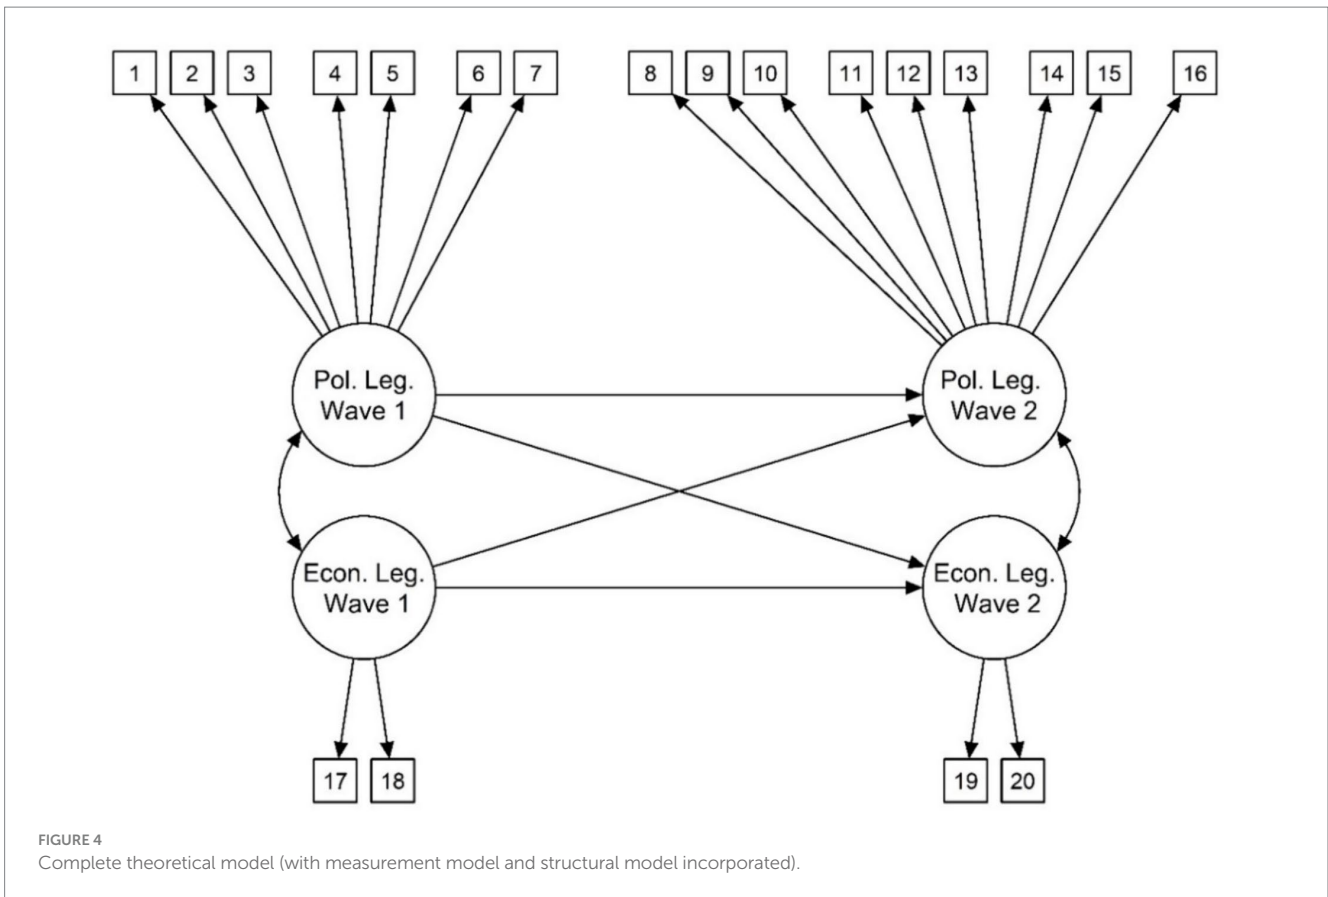 1 2 3 4 5 6 7 8 9 10 11 12 13 14 15 16
Pol. Leg.
Wave 1
Pol. Leg.
Wave 2
Econ. Leg.
Wave 1
Econ. Leg.
Wave 2
17 18 19 20
FIGURE 4
Complete theoretical model (with measurement model and structural model incorporated).